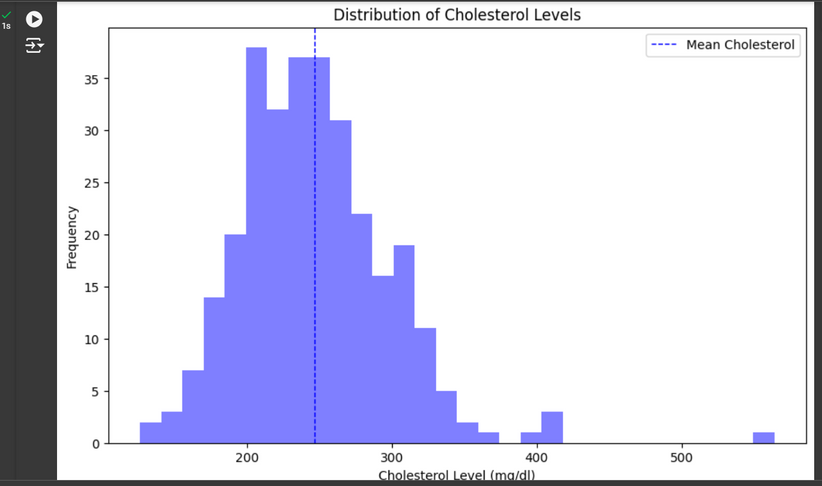 Distribution of Cholesterol Levels
1s
Mean Cholesterol
35
30
25
20
15
10
5
0
Frequency
200 300 400 500
Cholesterol Level (mg/dl)